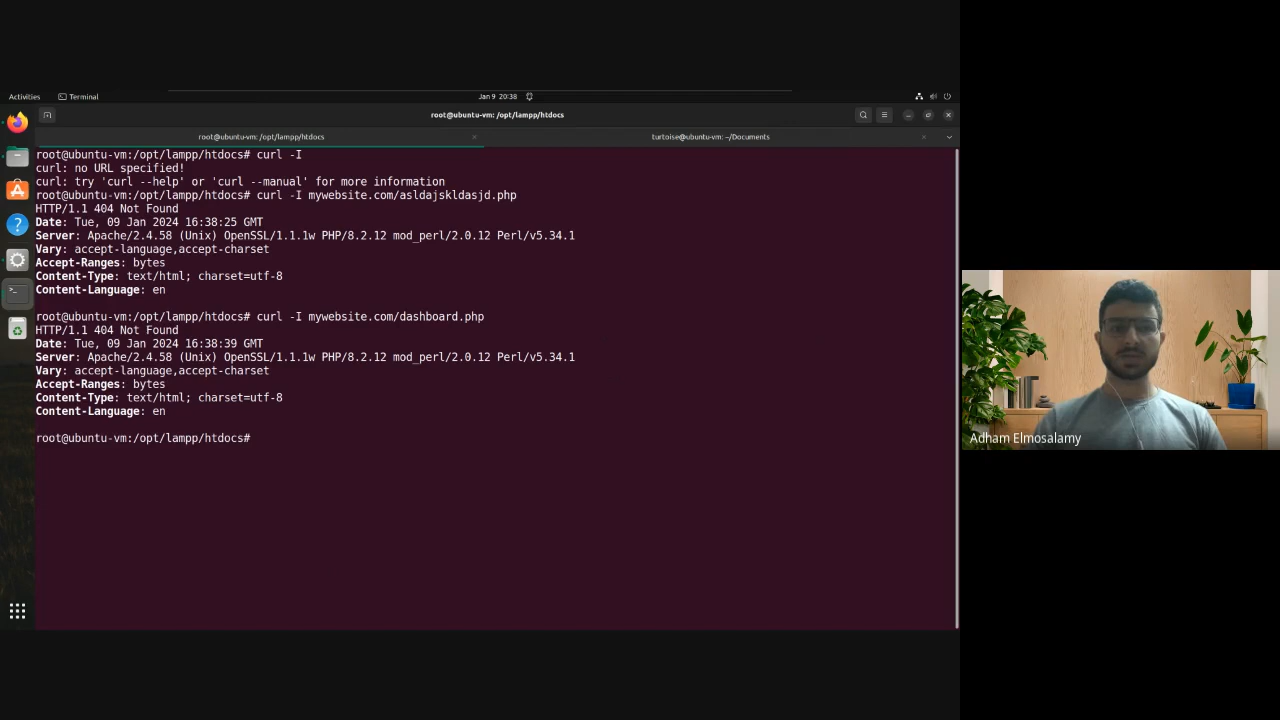 Activities
Terminal
Jan 9 20:38
root@ubuntu-vm: /opt/lampp/htdocs
root@ubuntu-vm: /opt/lampp/htdocs
turtoise@ubuntu-vm: ~/Documents
root@ubuntu-vm:/opt/lampp/htdocs# curl -I
curl: no URL specified!
curl: try 'curl --help' or 'curl --manual' for more information
root@ubuntu-vm:/opt/lampp/htdocs# curl -I mywebsite.com/asldajskldasjd.php
HTTP/1.1 404 Not Found
Date: Tue, 09 Jan 2024 16:38:25 GMT
Server: Apache/2.4.58 (Unix) OpenSSL/1.1.1w PHP/8.2.12 mod_perl/2.0.12 Perl/v5.34.1
Vary: accept-language,accept-charset
Accept-Ranges: bytes
Content-Type: text/html; charset=utf-8
Content-Language: en
root@ubuntu-vm:/opt/lampp/htdocs# curl -I mywebsite.com/dashboard.php
HTTP/1.1 404 Not Found
Date: Tue, 09 Jan 2024 16:38:39 GMT
Server: Apache/2.4.58 (Unix) OpenSSL/1.1.1w PHP/8.2.12 mod_perl/2.0.12 Perl/v5.34.1
Vary: accept-language,accept-charset
Accept-Ranges: bytes
Content-Type: text/html; charset=utf-8
Content-Language: en
root@ubuntu-vm:/opt/lampp/htdocs#
Adham Elmosalamy